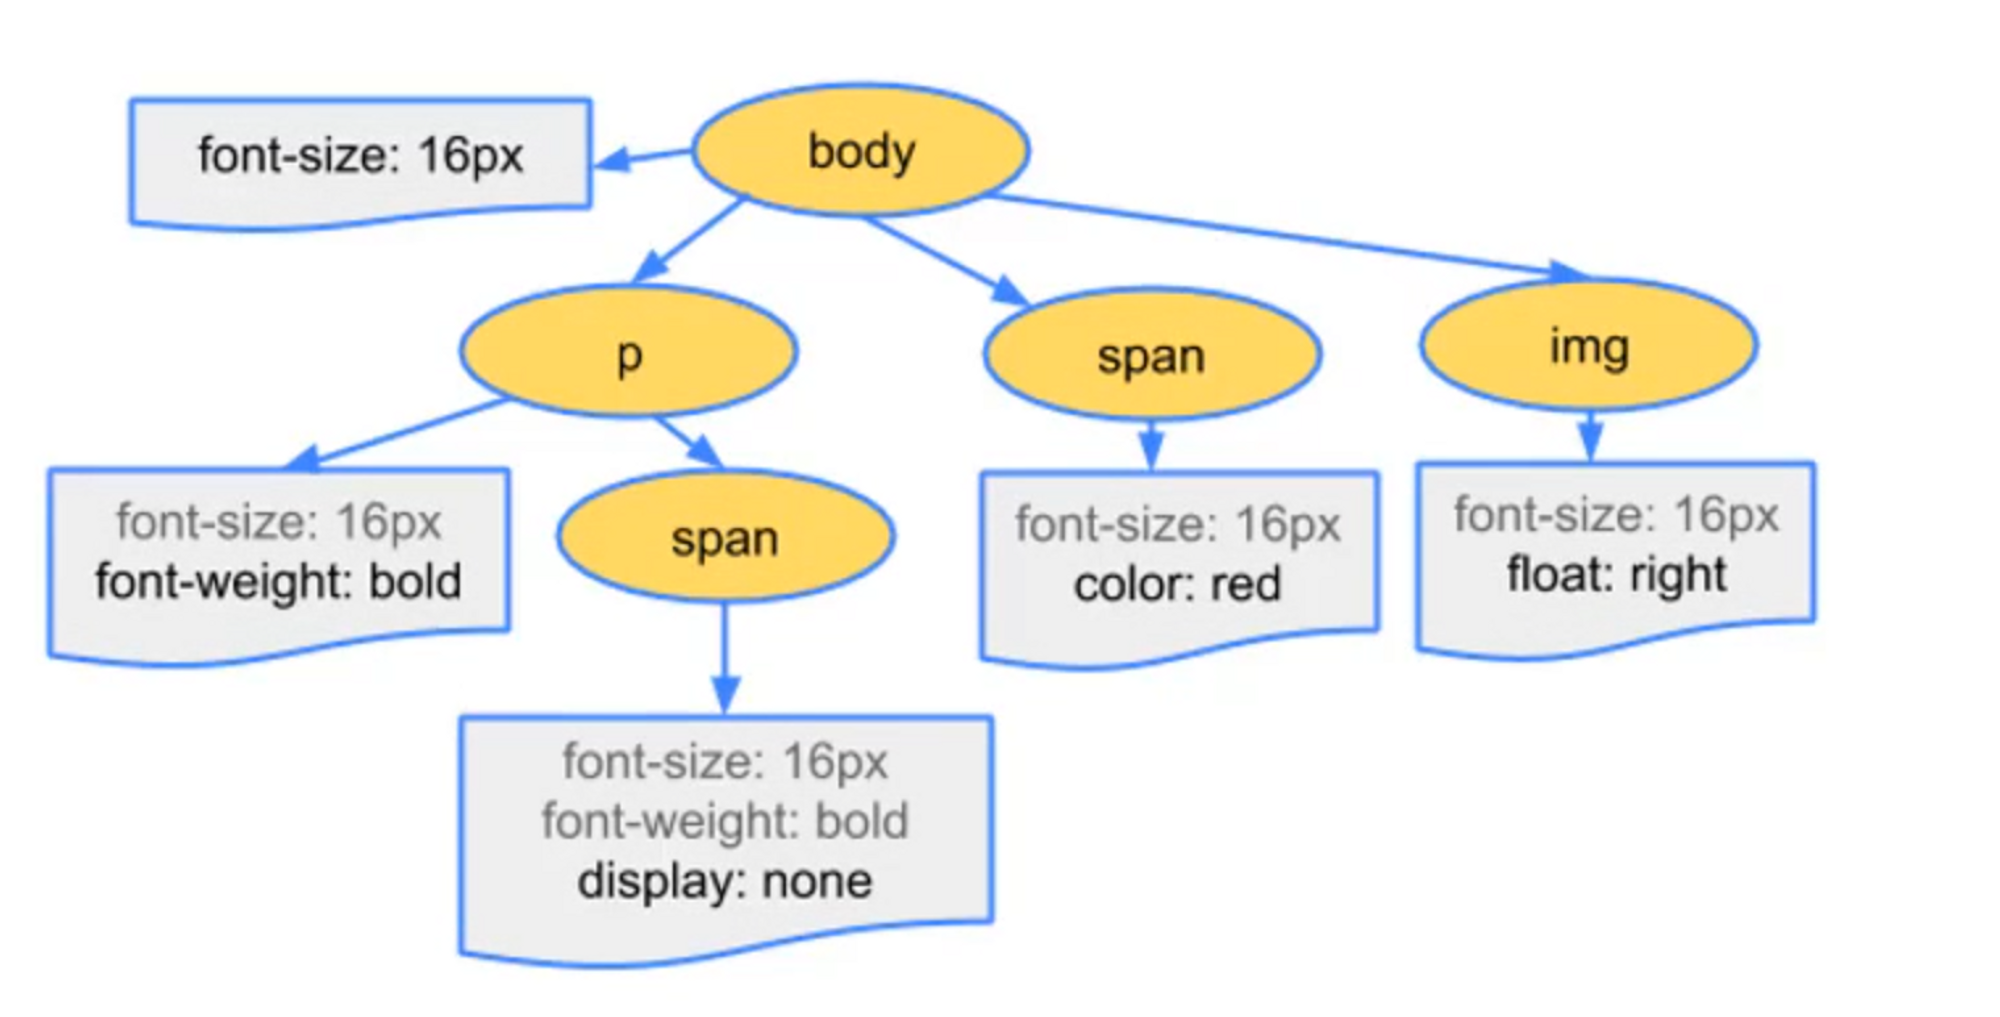 body
font-size: 16px
p
span
img
font-size: 16px
font-weight: bold
span
font-size: 16px
color: red
font-size: 16px
float: right
font-size: 16px
font-weight: bold
display: none